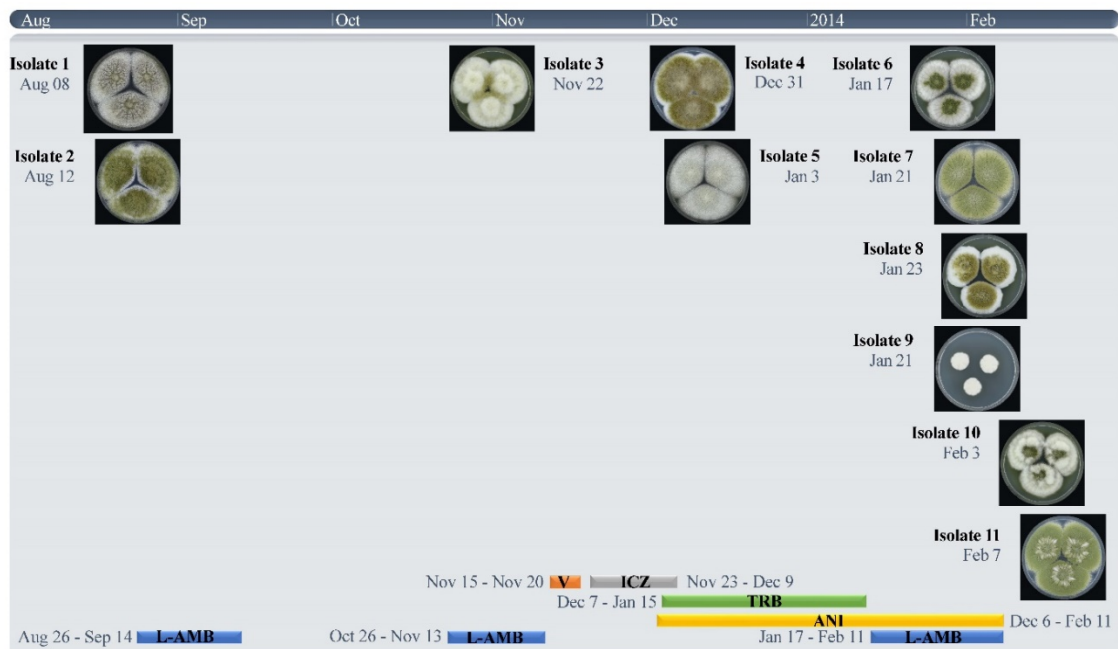 Aug Sep Oct Nov Dec 2014 Feb
Isolate 1
Aug 08
Isolate 3
Nov 22
Isolate 4
Dec 31
Isolate 6
Jan 17
Isolate 2
Aug 12
Isolate 5
Jan 3
Isolate 7
Jan 21
Isolate 8
Jan 23
Isolate 9
Jan 21
Isolate 10
Feb 3
Isolate 11
Feb 7
Nov 15 - Nov 20 V ICZ Nov 23 - Dec 9
Dec 7 - Jan 15 TRB
ANI Dec 6 - Feb 11
Aug 26 - Sep 14 L-AMB Oct 26 - Nov 13 L-AMB Jan 17 - Feb 11 L-AMB